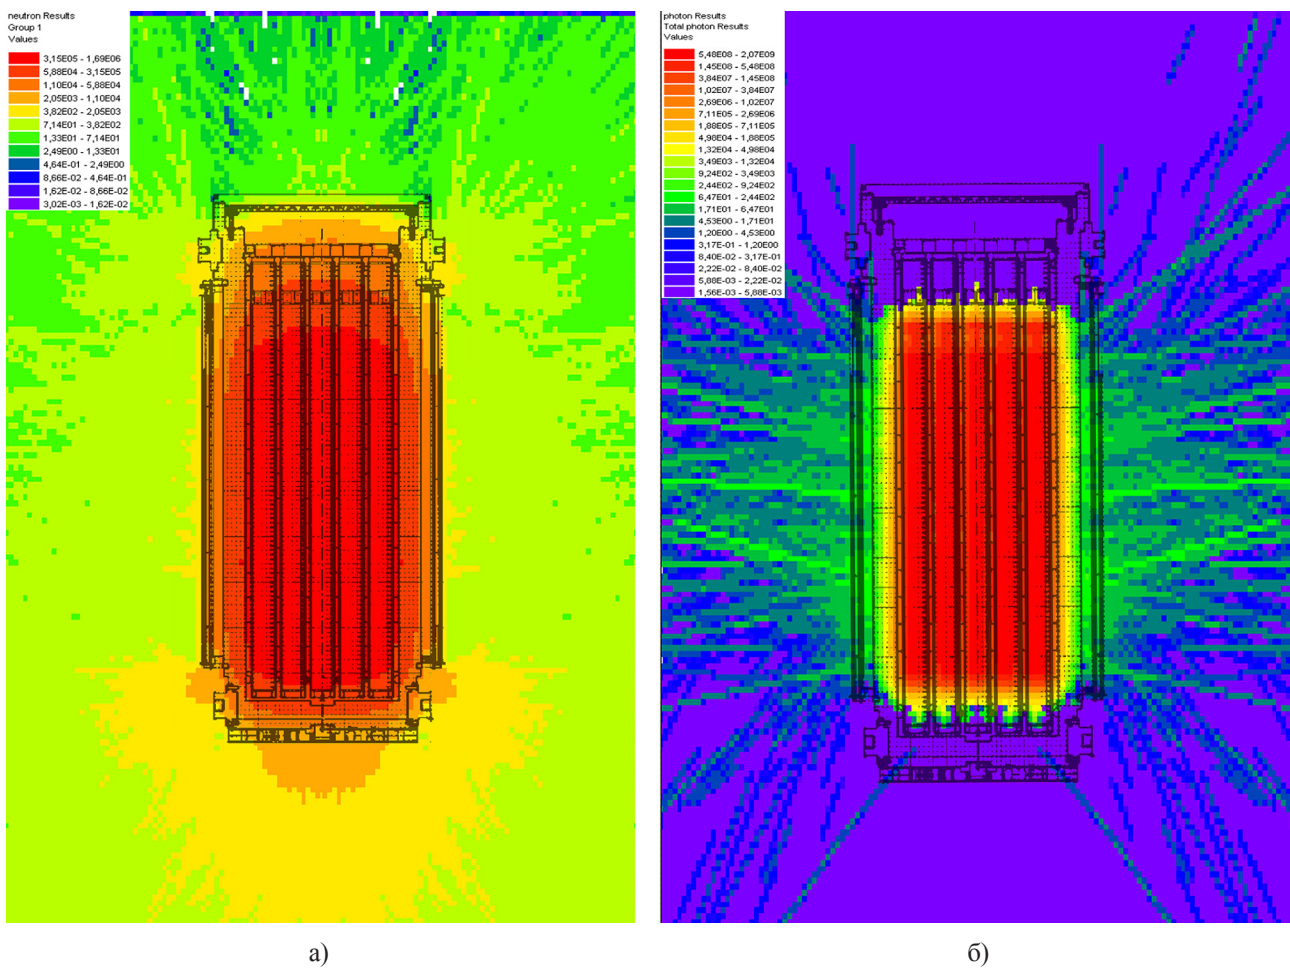 neutron Results
Group 1
Values
3,15E05 - 1,69E06
5,88E04 - 3,15E05
1,10E04 - 5,88E04
2,05E03 - 1,10E04
3,82E02 - 2,05E03
7,14E01 - 3,82E02
1,33E01 - 7,14E01
2,49E00 - 1,33E01
4,64E-01 - 2,49E00
8,66E-02 - 4,64E-01
1,62E-02 - 8,66E-02
3,02E-03 - 1,62E-02
photon Results
Total photon Results
Values
5,48E08 - 2,07E09
1,45E08 - 5,48E08
3,84E07 - 1,45E08
1,02E07 - 3,84E07
2,69E06 - 1,02E07
7,11E05 - 2,69E06
1,88E05 - 7,11E05
4,98E04 - 1,88E05
1,32E04 - 4,98E04
3,49E03 - 1,32E04
9,24E02 - 3,49E03
2,44E02 - 9,24E02
6,47E01 - 2,44E02
1,71E01 - 6,47E01
4,53E00 - 1,71E01
1,20E00 - 4,53E00
3,17E-01 - 1,20E00
8,40E-02 - 3,17E-01
2,22E-02 - 8,40E-02
5,88E-03 - 2,22E-02
1,56E-03 - 5,88E-03
а)
б)